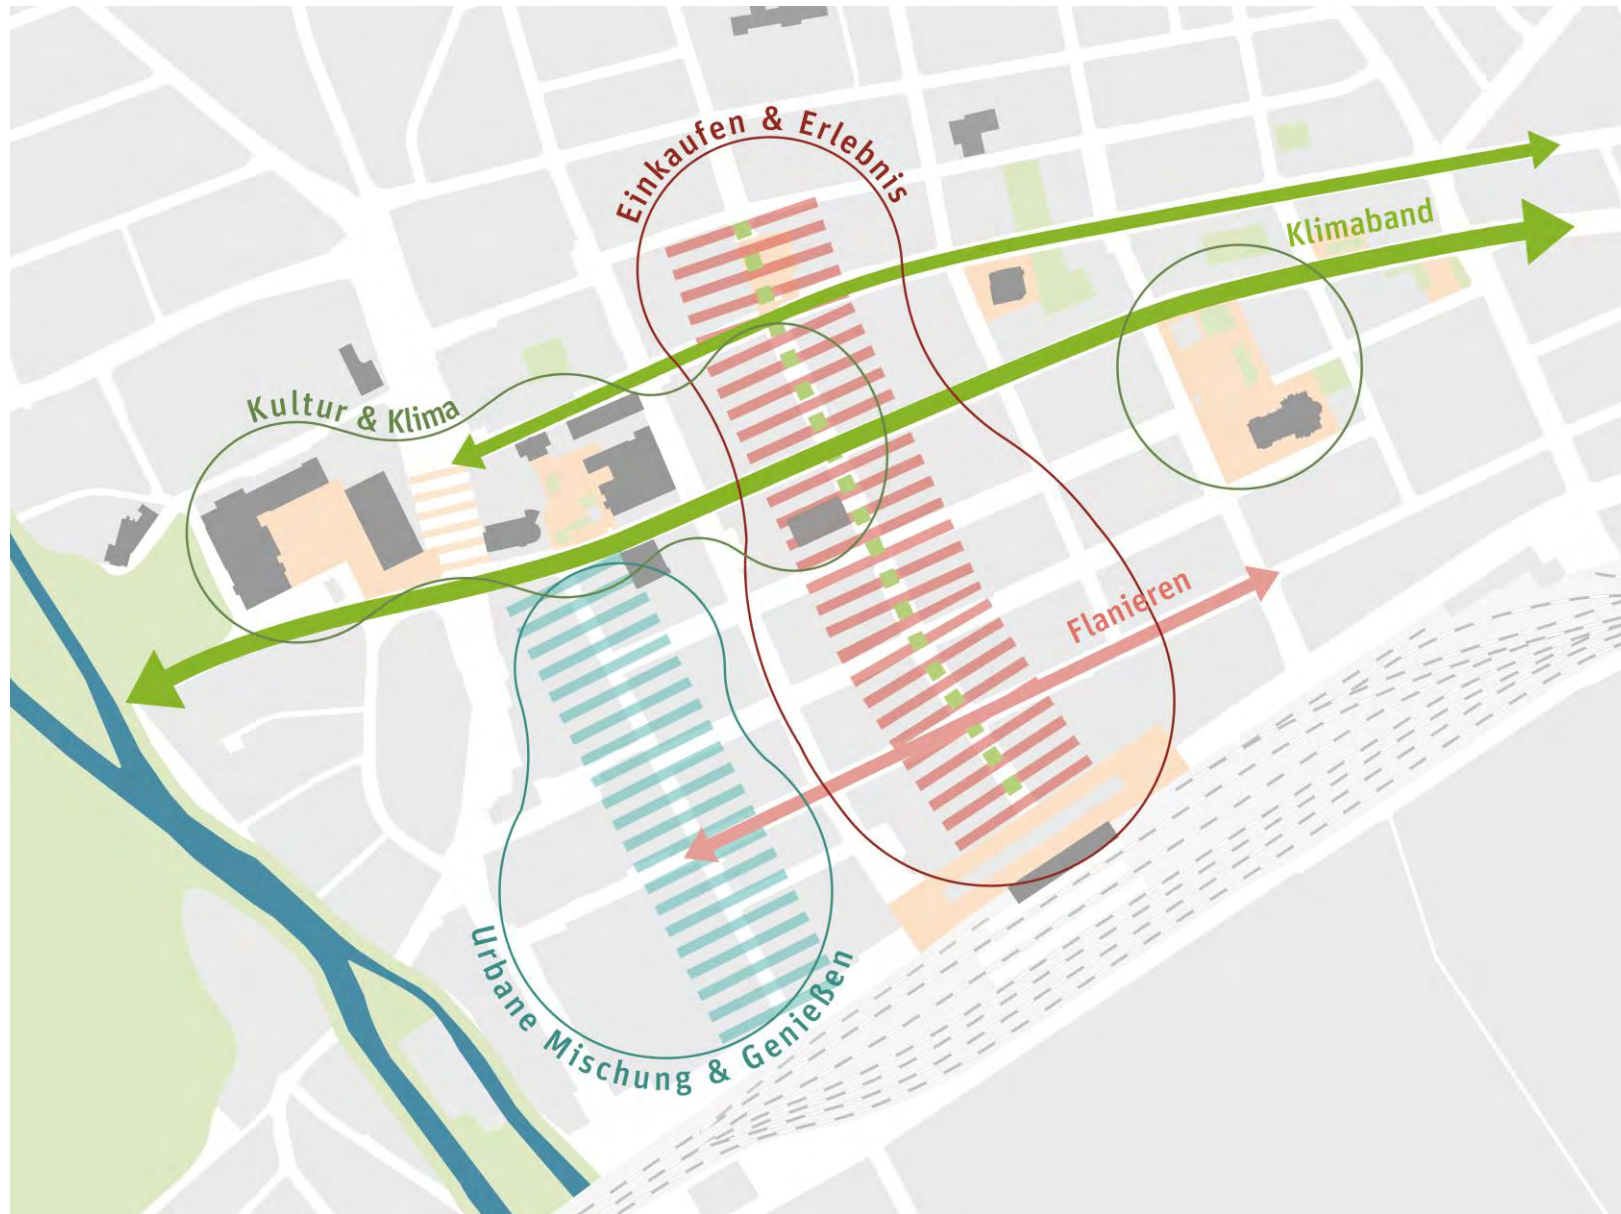 Einkaufen & Erlebnis
Klimaband
Kultur & Klima
Flanieren
Urbane Mischung & Genießen